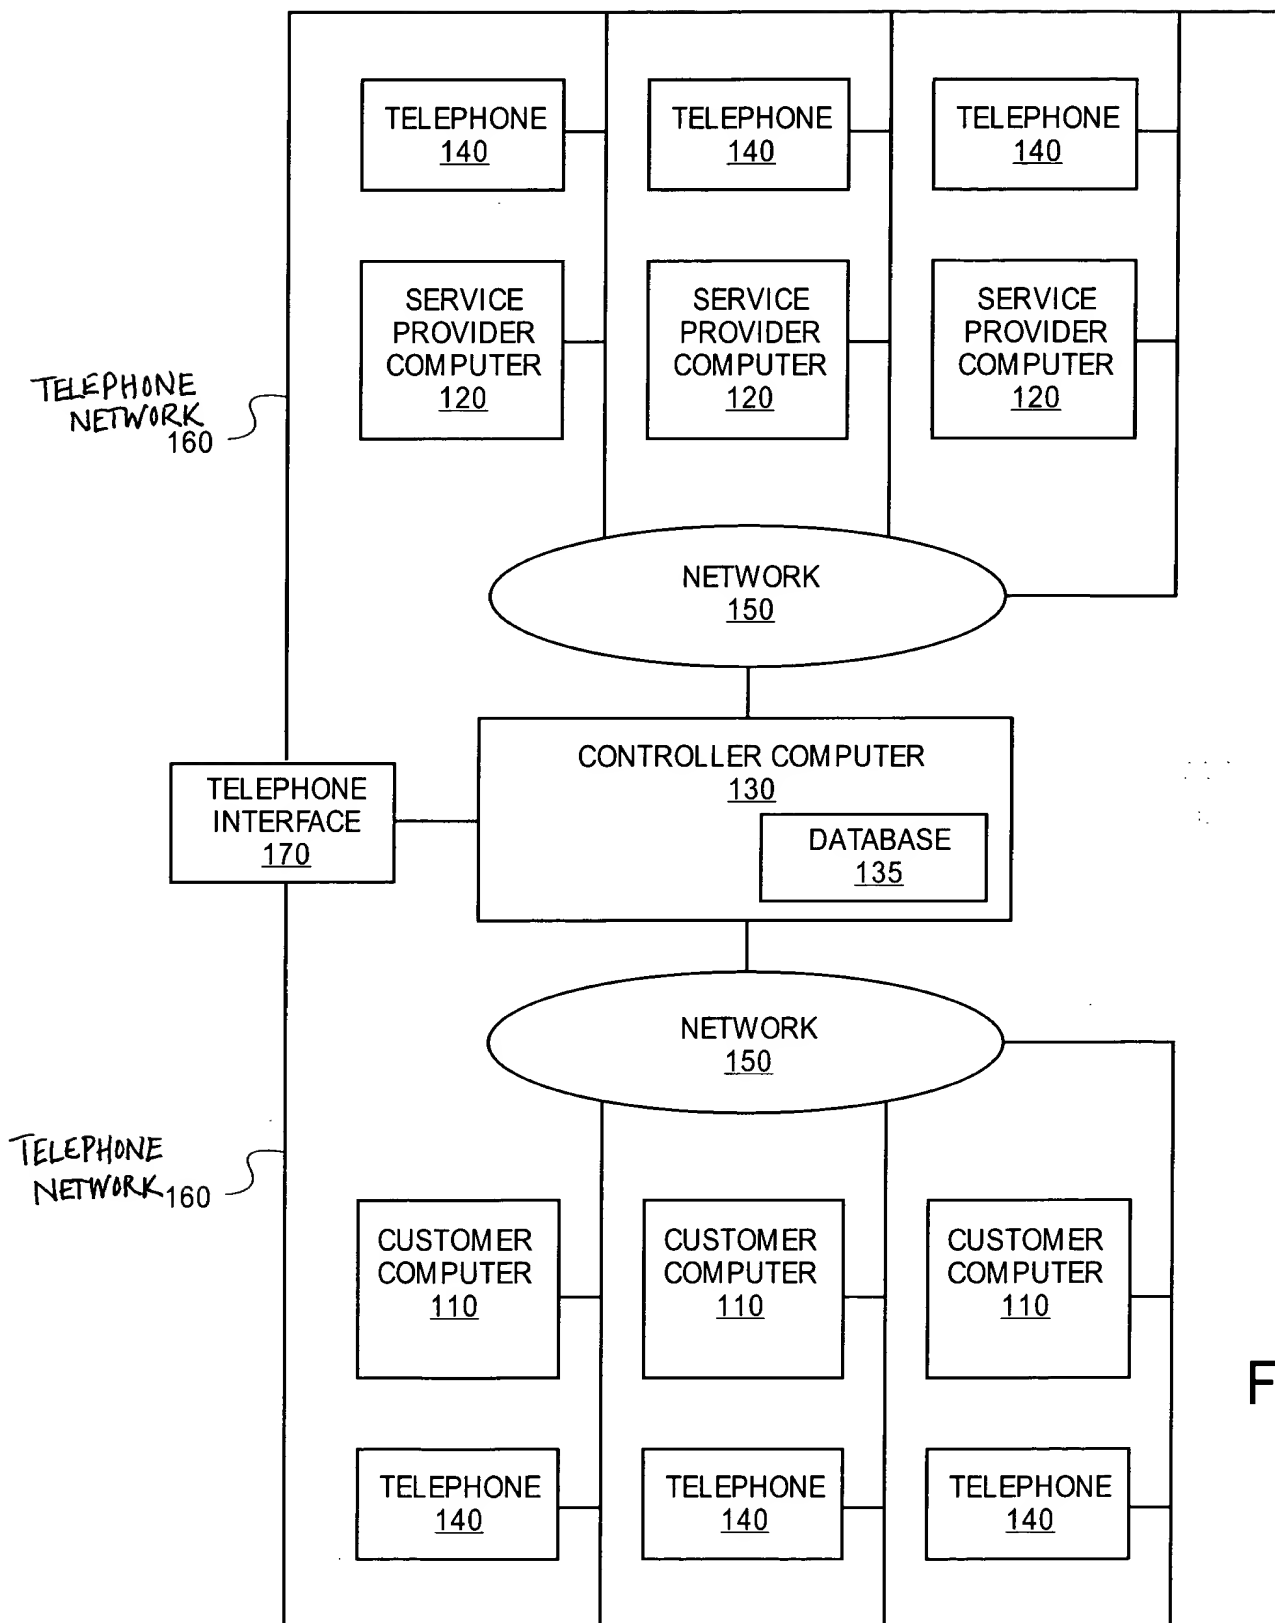 TELEPHONE
140
TELEPHONE
140
TELEPHONE
140
SERVICE
PROVIDER
COMPUTER
120
SERVICE
PROVIDER
COMPUTER
120
SERVICE
PROVIDER
COMPUTER
120
TELEPHONE
NETWORK
160
NETWORK
150
CONTROLLER COMPUTER
130
DATABASE
135
TELEPHONE
INTERFACE
170
NETWORK
150
TELEPHONE
NETWORK 160
CUSTOMER
COMPUTER
110
CUSTOMER
COMPUTER
110
CUSTOMER
COMPUTER
110
F
TELEPHONE
140
TELEPHONE
140
TELEPHONE
140